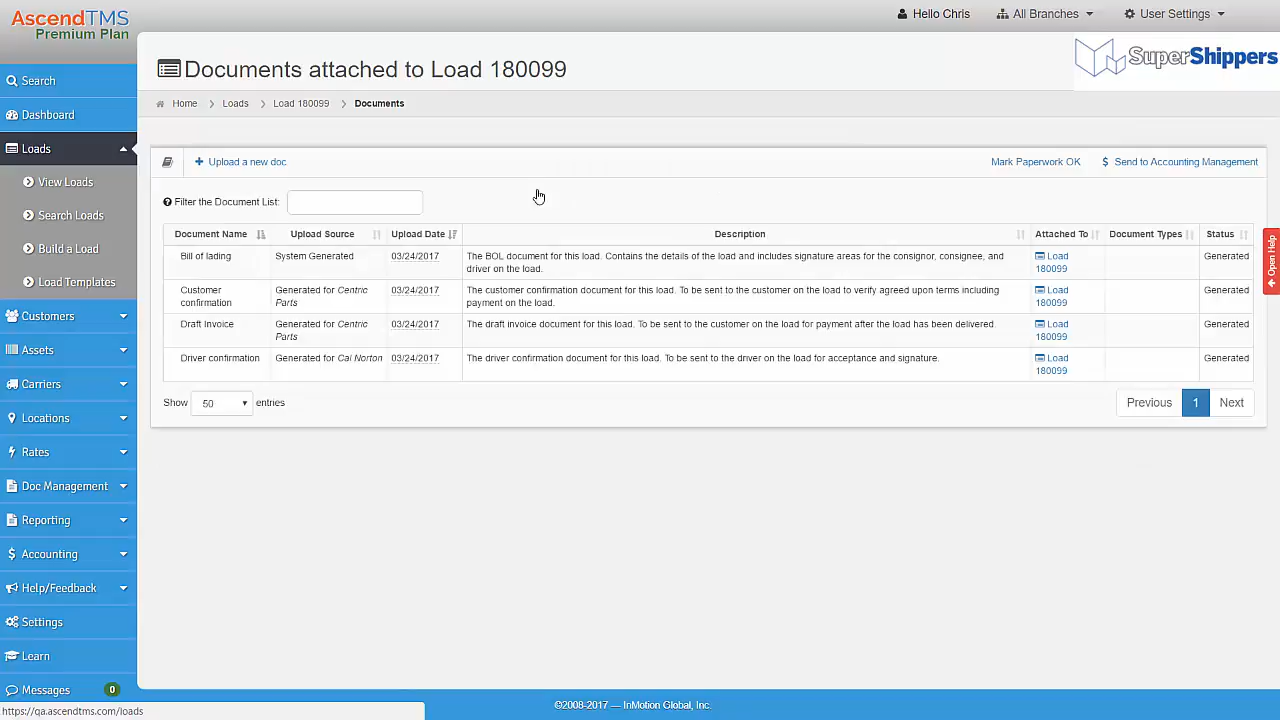 AscendTMS
Premium Plan
Hello Chris
All Branches
User Settings
SuperShippers
Documents attached to Load 180099
Home
Loads
Load 180099
Documents
Search
Dashboard
Loads
View Loads
Search Loads
Build a Load
Load Templates
Customers
Assets
Carriers
Locations
Rates
Doc Management
Reporting
Accounting
Help/Feedback
Settings
Learn
Messages 0
Upload a new doc
Mark Paperwork OK
$ Send to Accounting Management
Filter the Document List:
Document Name Upload Source Upload Date Description Attached To Document Types Status
Bill of lading System Generated 03/24/2017 The BOL document for this load. Contains the details of the load and includes signature areas for the consignor, consignee, and Load Generated
driver on the load. 180099
Customer Generated for Centric 03/24/2017 The customer confirmation document for this load. To be sent to the customer on the load to verify agreed upon terms including Load Generated
confirmation Parts payment on the load. 180099
Draft Invoice Generated for Centric 03/24/2017 The draft invoice document for this load. To be sent to the customer on the load for payment after the load has been delivered. Load Generated
Parts 180099
Driver confirmation Generated for Cal Norton 03/24/2017 The driver confirmation document for this load. To be sent to the driver on the load for acceptance and signature. Load Generated
180099
Show 50 entries
Previous 1 Next
Open Help
©2008-2017 — InMotion Global, Inc.
https://qa.ascendtms.com/loads